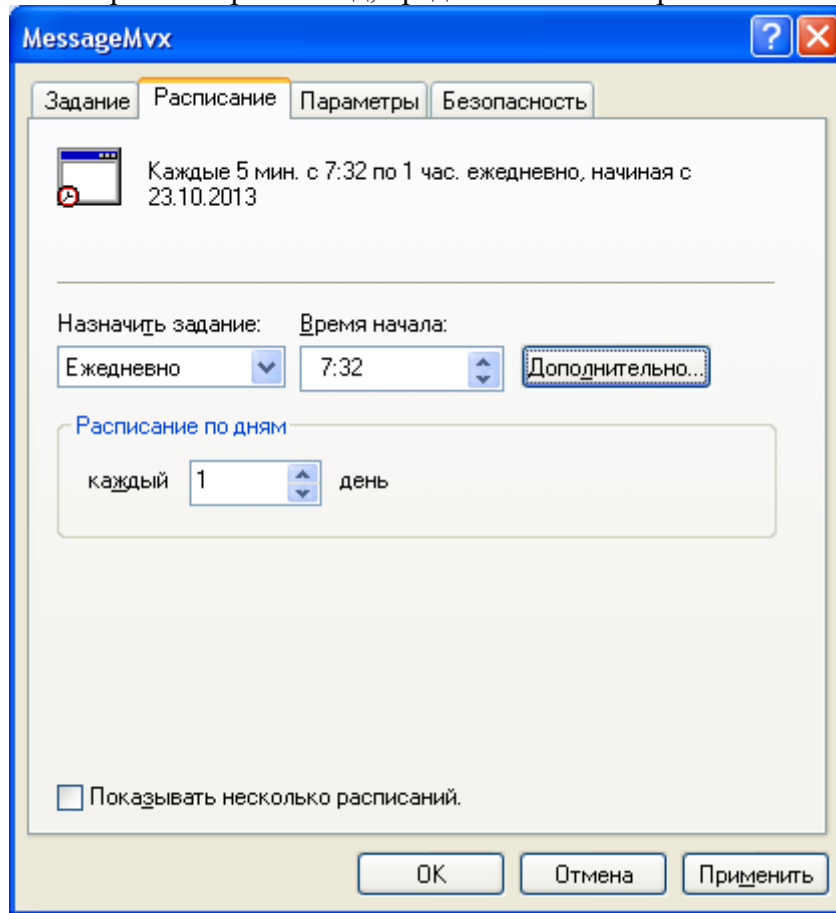 MessageMvx
Задание Расписание Параметры Безопасность
Каждые 5 мин. с 7:32 по 1 час. ежедневно, начиная с
23.10.2013
Назначить задание: Время начала:
Ежедневно 7:32 Дополнительно...
Расписание по дням
каждый 1 день
Показывать несколько расписаний.
OK Отмена Применить